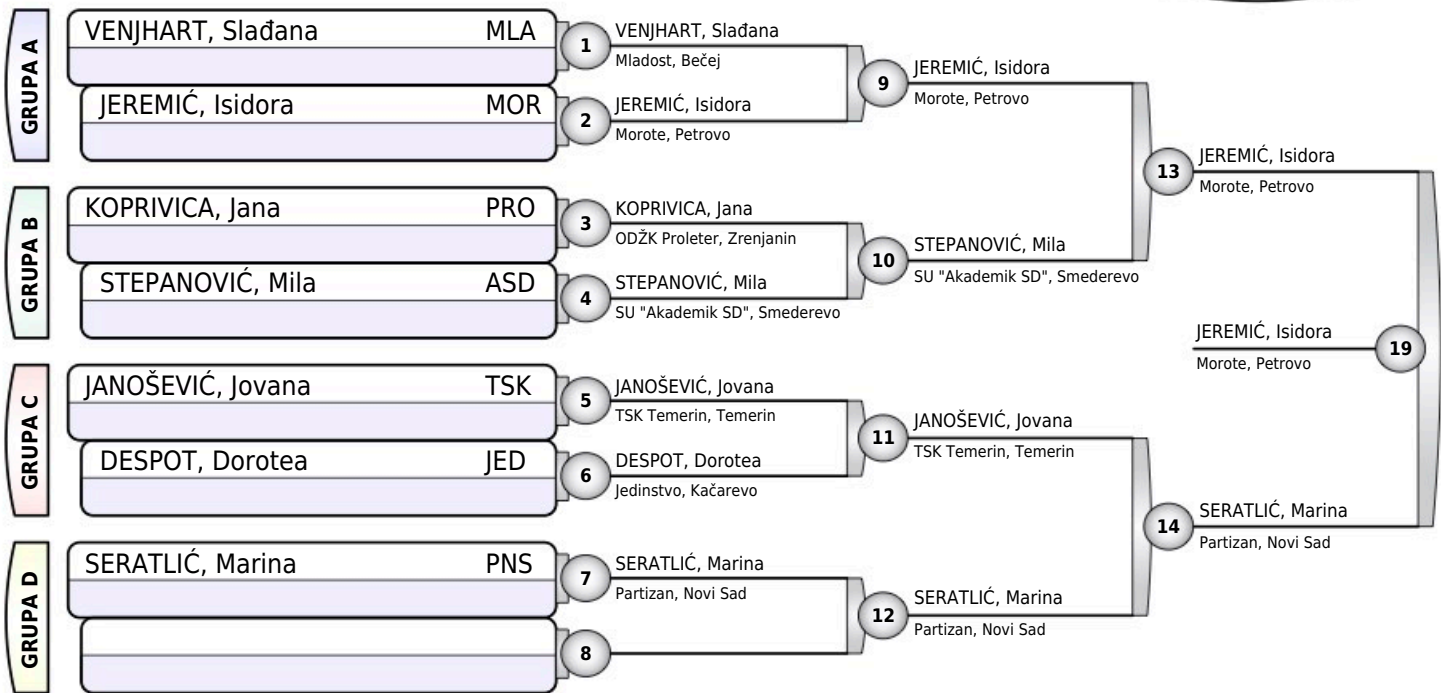 GRUPA A
VENJHART, Slađana MLA
JEREMIĆ, Isidora MOR
1
VENJHART, Slađana
Mladost, Bečej
2
JEREMIĆ, Isidora
Morote, Petrovo
9
JEREMIĆ, Isidora
Morote, Petrovo
GRUPA B
KOPRIVICA, Jana PRO
STEPANOVIĆ, Mila ASD
3
KOPRIVICA, Jana
ODŽK Proleter, Zrenjanin
4
STEPANOVIĆ, Mila
SU "Akademik SD", Smederevo
10
STEPANOVIĆ, Mila
SU "Akademik SD", Smederevo
13
JEREMIĆ, Isidora
Morote, Petrovo
GRUPA C
JANOŠEVIĆ, Jovana TSK
DESPOT, Dorotea JED
5
JANOŠEVIĆ, Jovana
TSK Temerin, Temerin
6
DESPOT, Dorotea
Jedinstvo, Kačarevo
11
JANOŠEVIĆ, Jovana
TSK Temerin, Temerin
GRUPA D
SERATLIĆ, Marina PNS
7
SERATLIĆ, Marina
Partizan, Novi Sad
8
12
SERATLIĆ, Marina
Partizan, Novi Sad
14
SERATLIĆ, Marina
Partizan, Novi Sad
JEREMIĆ, Isidora
Morote, Petrovo
19